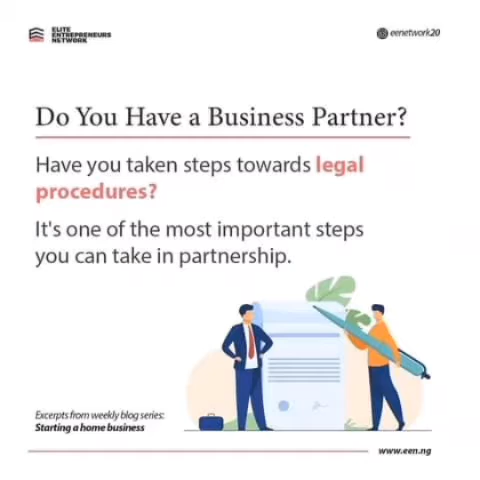 ELITE
ENTREPRENEURS
NETWORK
eenetwork20
Do You Have a Business Partner?
Have you taken steps towards legal
procedures?
It's one of the most important steps
you can take in partnership.
Excerpts from weekly blog series:
Starting a home business
www.een.ng